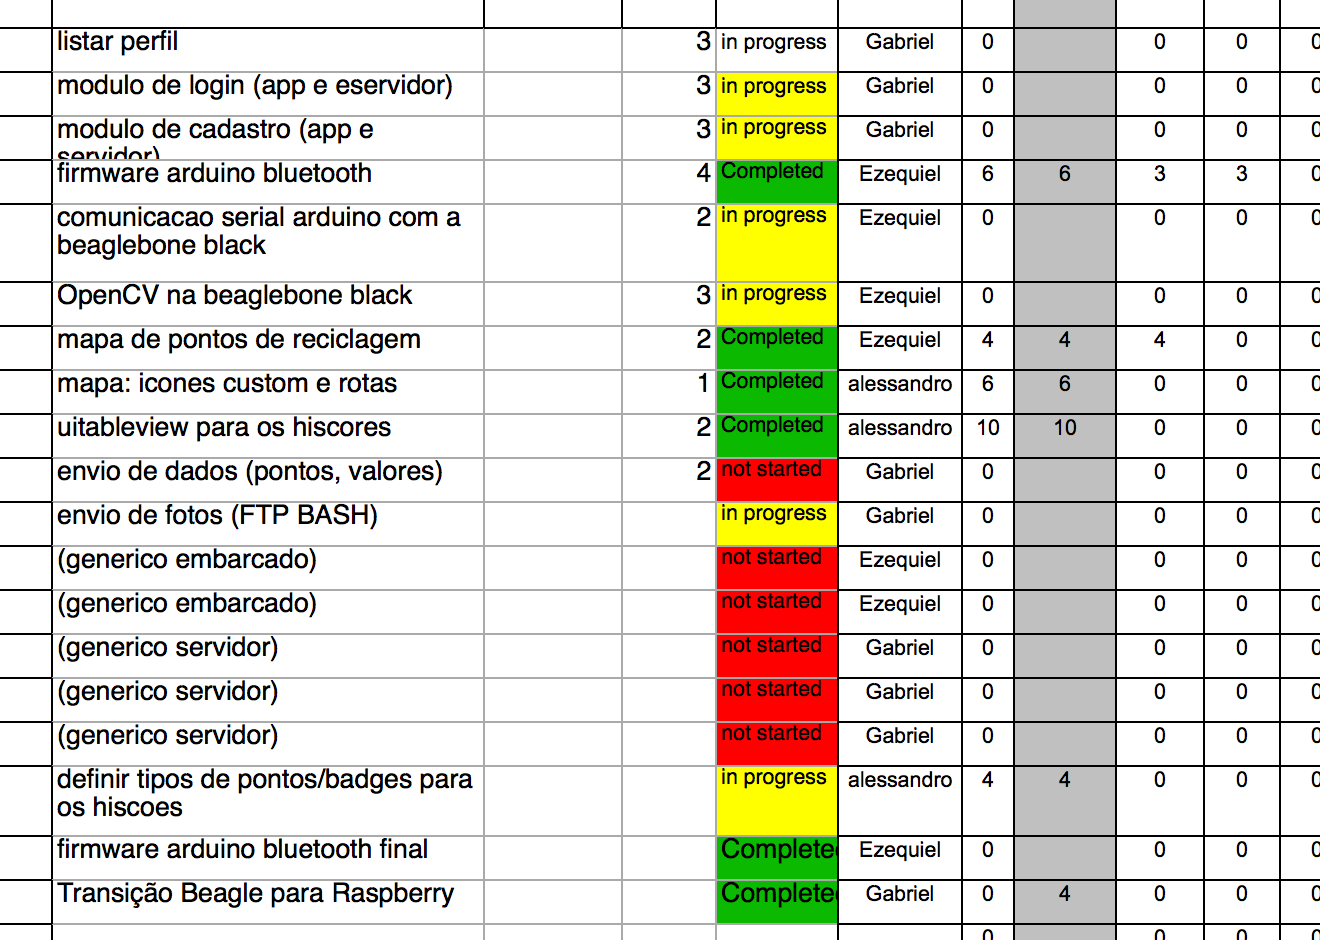 listar perfil 3 in progress Gabriel 0 0 0 0
modulo de login (app e eservidor) 3 in progress Gabriel 0 0 0 0
modulo de cadastro (app e
servidor) 3 in progress Gabriel 0 0 0 0
firmware arduino bluetooth 4 Completed Ezequiel 6 6 3 3 0
comunicacao serial arduino com a
beaglebone black 2 in progress Ezequiel 0 0 0 0
OpenCV na beaglebone black 3 in progress Ezequiel 0 0 0 0
mapa de pontos de reciclagem 2 Completed Ezequiel 4 4 4 0 0
mapa: icones custom e rotas 1 Completed alessandro 6 6 0 0 0
uitableview para os hiscores 2 Completed alessandro 10 10 0 0 0
envio de dados (pontos, valores) 2 not started Gabriel 0 0 0 0
envio de fotos (FTP BASH) in progress Gabriel 0 0 0 0
(generico embarcado) not started Ezequiel 0 0 0 0
(generico embarcado) not started Ezequiel 0 0 0 0
(generico servidor) not started Gabriel 0 0 0 0
(generico servidor) not started Gabriel 0 0 0 0
(generico servidor) not started Gabriel 0 0 0 0
definir tipos de pontos/badges para
os hiscoes in progress alessandro 4 4 0 0 0
firmware arduino bluetooth final Complete Ezequiel 0 0 0 0
Transição Beagle para Raspberry Complete Gabriel 0 4 0 0 0
0 0 0 0